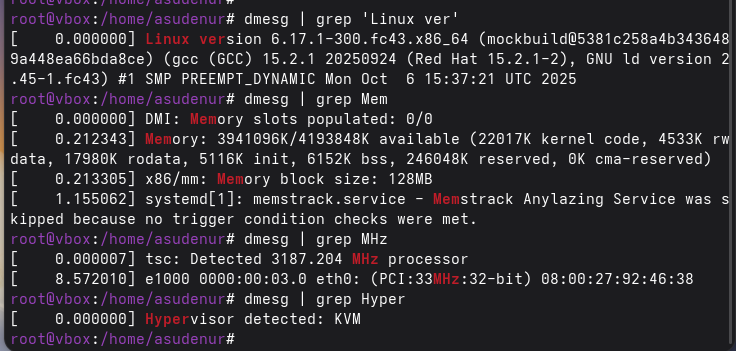 root@vbox:/home/asudenur# dmesg | grep 'Linux ver'
[    0.000000] Linux version 6.17.1-300.fc43.x86_64 (mockbuild@5381c258a4b343648
9a448ea66bda8ce) (gcc (GCC) 15.2.1 20250924 (Red Hat 15.2.1-2), GNU ld version 2
.45-1.fc43) #1 SMP PREEMPT_DYNAMIC Mon Oct  6 15:37:21 UTC 2025
root@vbox:/home/asudenur# dmesg | grep Mem
[    0.000000] DMI: Memory slots populated: 0/0
[    0.212343] Memory: 3941096K/4193848K available (22017K kernel code, 4533K rw
data, 17980K rodata, 5116K init, 6152K bss, 246048K reserved, 0K cma-reserved)
[    0.213305] x86/mm: Memory block size: 128MB
[    1.155062] systemd[1]: memstrack.service - Memstrack Anylazing Service was s
kipped because no trigger condition checks were met.
root@vbox:/home/asudenur# dmesg | grep MHz
[    0.000007] tsc: Detected 3187.204 MHz processor
[    8.572010] e1000 0000:00:03.0 eth0: (PCI:33MHz:32-bit) 08:00:27:92:46:38
root@vbox:/home/asudenur# dmesg | grep Hyper
[    0.000000] Hypervisor detected: KVM
root@vbox:/home/asudenur#